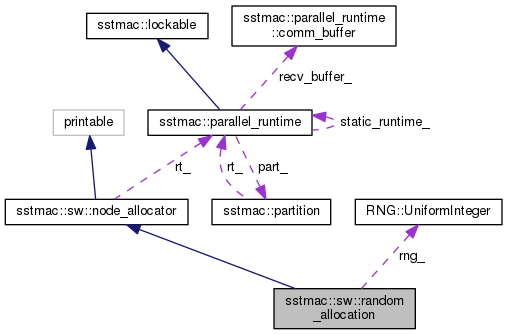 sstmac::lockable
sstmac::parallel_runtime
::comm_buffer
recv_buffer_
printable
sstmac::parallel_runtime
static_runtime_
rt_
rt_
part_
sstmac::sw::node_allocator
sstmac::partition
RNG::UniformInteger
rng_
sstmac::sw::random
_allocation